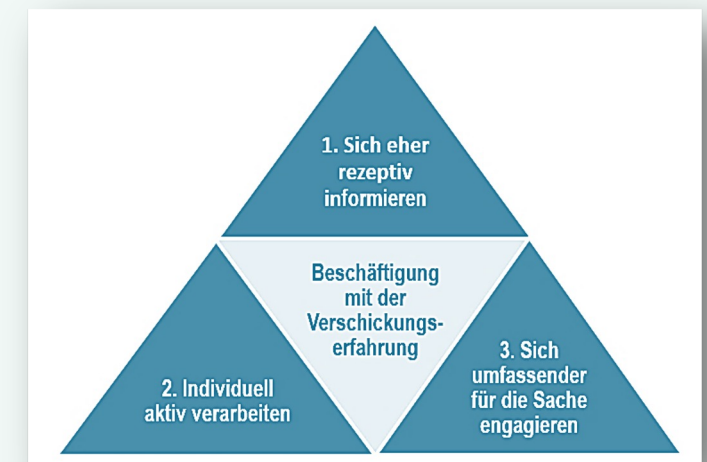 1. Sich eher
rezeptiv
informieren
Beschäftigung
mit der
Verschickungs-
erfahrung
2. Individuell
aktiv verarbeiten
3. Sich
umfassender
für die Sache
engagieren